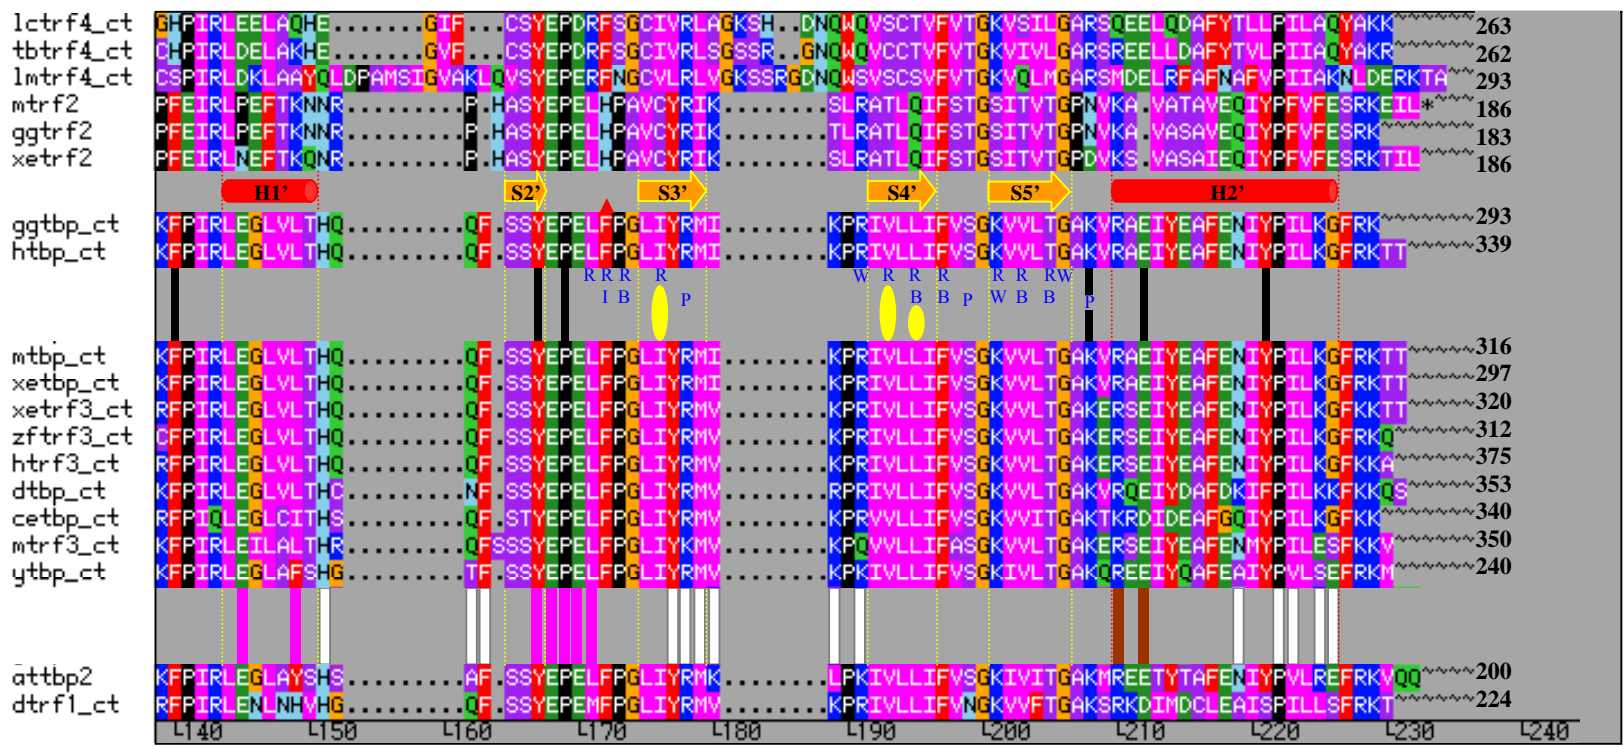 lctrf4_ct GHPIRLEELAQHE.......GIF...CSYEPDRFSGCIVRLAGKSH..DNQWQVSCTVFVTGKVSILGARSQEELQDAFYTLLPILAQYAKK~~~~~~ 263
tbtrf4_ct CHPIRLDELAKHE.......GVF...CSYEPDRFSGCIVRLSGSSR..GNQWQVCCTVFVTGKVIVLGARSREELLDAFYTVLPIIAQYAKR~~~~~~ 262
lmtrf4_ct CSPIRLDKLAAYQLDPAMSIGVAKLQVSYEPERFNGCVLRLVGKSSRGDNQWSVSCSVFVTGKVQLMGARSMDELRFAFNAFVPIIAKNLDERKTA~~ 293
mtrf2 PFEIRLPEFTKNNR.........P.HASYEPELHPAVCYRIK........SLRATLQIFSTGSITVTGPNVKA.VATAVEQIYPFVFESRKEIL*~~~ 186
ggtrf2 PFEIRLPEFTKNNR.........P.HASYEPELHPAVCYRIK........TLRATLQIFSTGSITVTGPNVKA.VASAVEQIYPFVFESRK~~~~~~~ 183
xetrf2 PFEIRLNEFTKQNR.........P.HASYEPELHPAVCYRIK........SLRATLQIFSTGSITVTGPDVKS.VASAIEQIYPFVFESRKTIL~~~~ 186
H1’ S2’ S3’ S4’ S5’ H2’
ggtbp_ct KFPIRLEGLVLTHQ.........QF.SSYEPELFPGLIYRMI........KPRIVLLIFVSGKVVLTGAKVRAEIYEAFENIYPILKGFRK~~~~~~~ 293
htbp_ct KFPIRLEGLVLTHQ.........QF.SSYEPELFPGLIYRMI........KPRIVLLIFVSGKVVLTGAKVRAEIYEAFENIYPILKGFRKTT~~~~~ 339
R R R R W R R R R R R W
I B P B B P W B B P
mtbp_ct KFPIRLEGLVLTHQ.........QF.SSYEPELFPGLIYRMI........KPRIVLLIFVSGKVVLTGAKVRAEIYEAFENIYPILKGFRKTT~~~~~ 316
xetbp_ct KFPIRLEGLVLTHQ.........QF.SSYEPELFPGLIYRMI........KPRIVLLIFVSGKVVLTGAKVRAEIYEAFENIYPILKGFRKTT~~~~~ 297
xetrf3_ct RFPIRLEGLVLTHQ.........QF.SSYEPELFPGLIYRMV........KPRIVLLIFVSGKVVLTGAKERSEIYEAFENIYPILKGFKKTT~~~~~ 320
zftrf3_ct CFPIRLEGLVLTHQ.........QF.SSYEPELFPGLIYRMV........KPRIVLLIFVSGKVVLTGAKERSEIYEAFENIYPILKGFRKQ~~~~~~ 312
htrf3_ct RFPIRLEGLVLTHQ.........QF.SSYEPELFPGLIYRMV........KPRIVLLIFVSGKVVLTGAKERSEIYEAFENIYPILKGFKKA~~~~~~ 375
dtbp_ct KFPIRLEGLVLTHC.........NF.SSYEPELFPGLIYRMV........RPRIVLLIFVSGKVVLTGAKVRQEIYDAFDKIFPILKKFKKQS~~~~~ 353
cetbp_ct RFPIQLEGLCITHS.........QF.STYEPELFPGLIYRMV........KPRVVLLIFVSGKVVITGAKTKRDIDEAFGQIYPILKGFKK~~~~~~~ 340
mtrf3_ct KFPIRLEILALTHR.........QFSSSYEPELFPGLIYKMV........KPQVVLLIFASGKVVLTGAKERSEIYEAFENMYPILESFKKV~~~~~~ 350
ytbp_ct KFPIRLEGLAFSHG.........TF.SSYEPELFPGLIYRMV........KPKIVLLIFVSGKIVLTGAKQREEIYQAFEAIYPVLSEFRKM~~~~~~ 240
attbp2 KFPIRLEGLAYSHS.........AF.SSYEPELFPGLIYRMK........LPKIVLLIFVSGKIVITGAKMREETYTAFENIYPVLREFRKVQQ~~~~ 200
dtrf1_ct RFPIRLENLNHVHG.........QF.SSYEPEMFPGLIYRMV........KPRIVLLIFVNGKVVFTGAKSRKDIMDCLEAISPILLSFRKT~~~~~~ 224
140 150 160 170 180 190 200 210 220 230 240